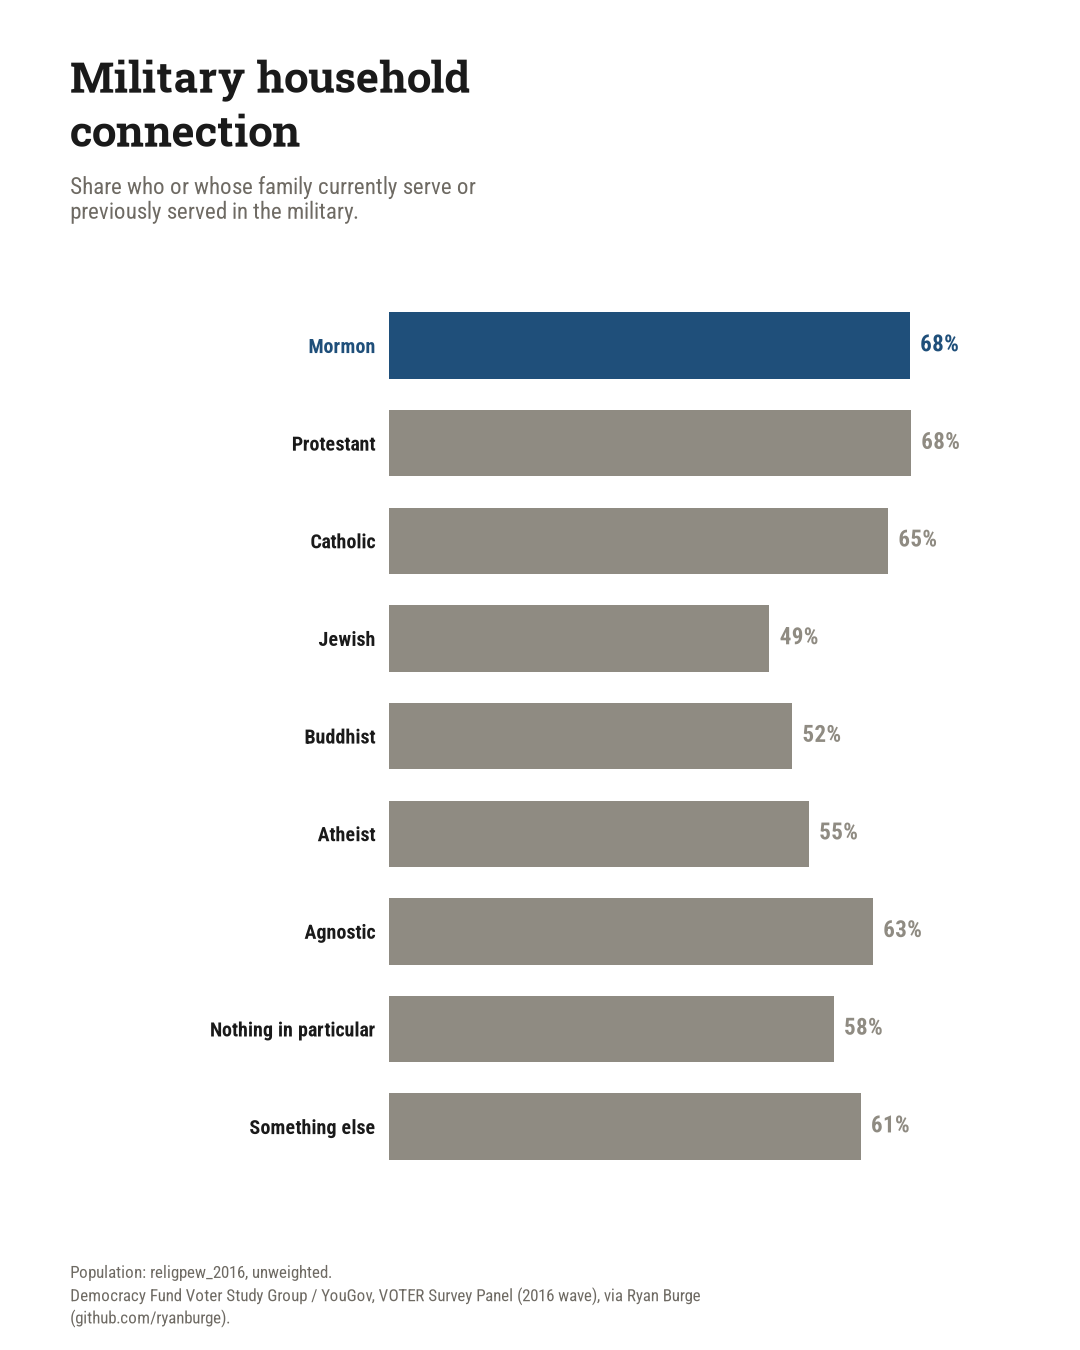 Military household
connection
Share who or whose family currently serve or
previously served in the military.
Mormon 68%
Protestant 68%
Catholic 65%
Jewish 49%
Buddhist 52%
Atheist 55%
Agnostic 63%
Nothing in particular 58%
Something else 61%
Population: religpew_2016, unweighted.
Democracy Fund Voter Study Group / YouGov, VOTER Survey Panel (2016 wave), via Ryan Burge
(github.com/ryanburge).